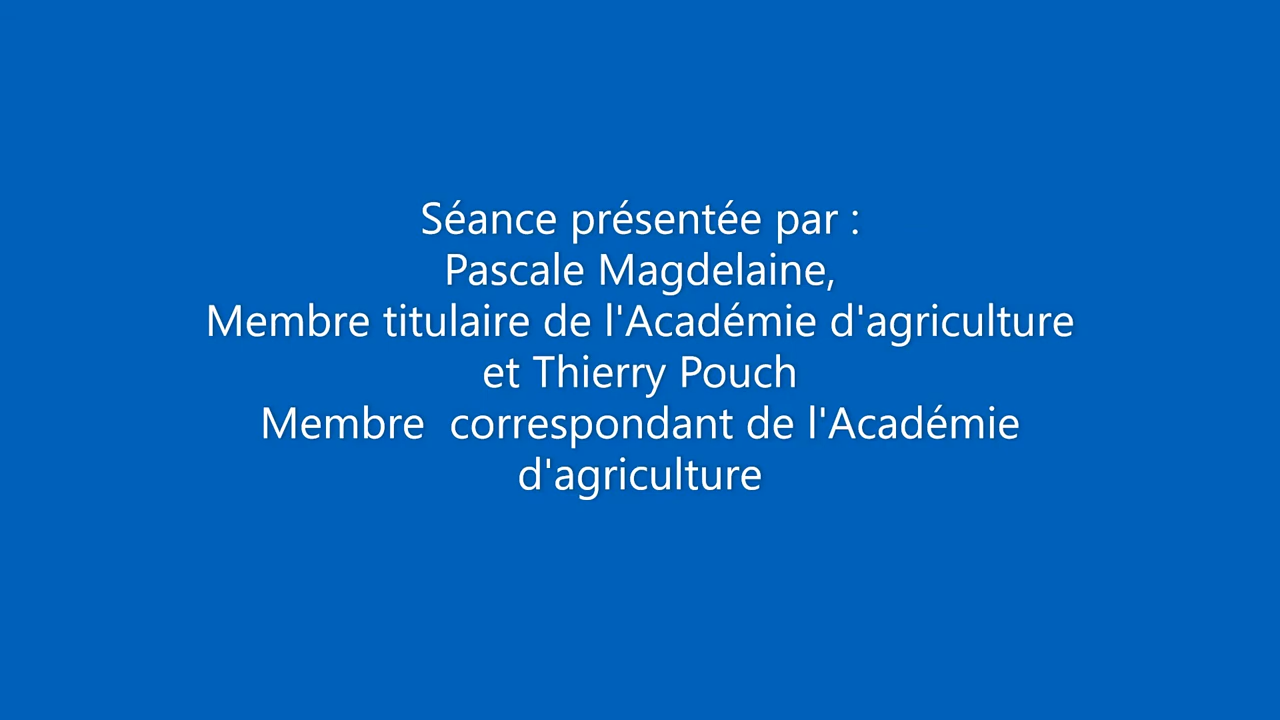 Séance présentée par :
Pascale Magdelaine,
Membre titulaire de l'Académie d'agriculture
et Thierry Pouch
Membre  correspondant de l'Académie
d'agriculture